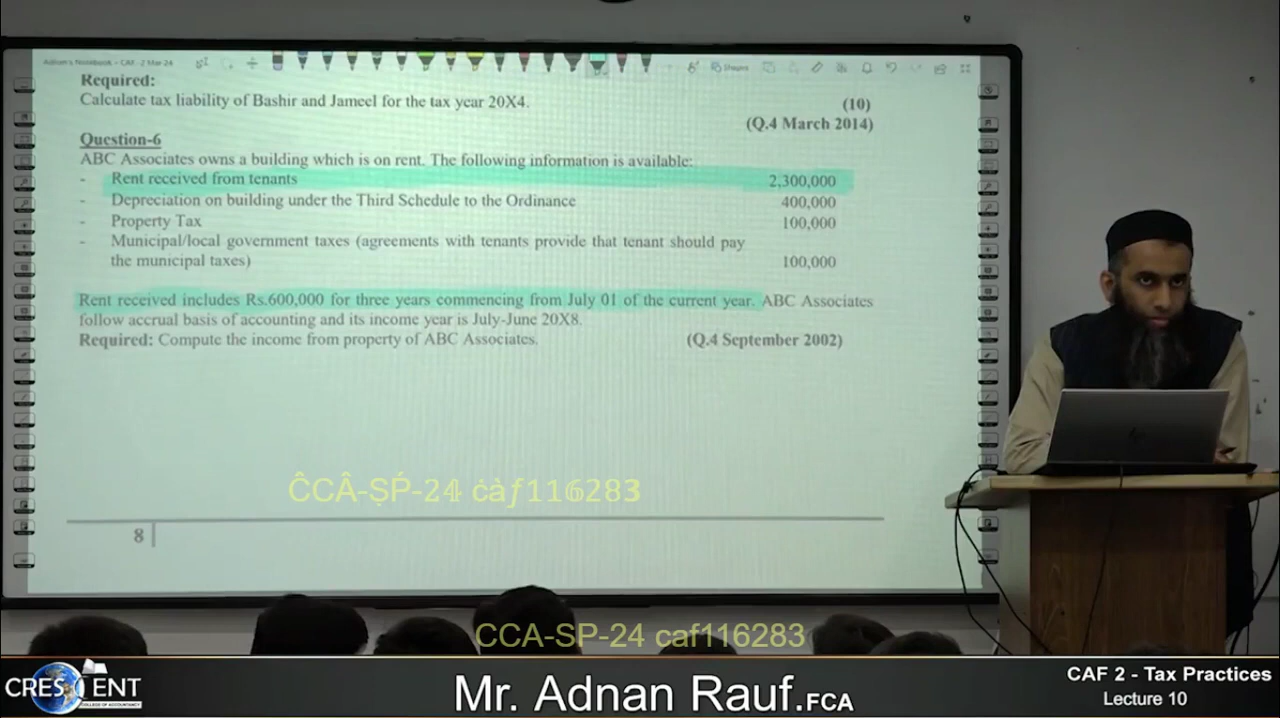 Adnan's Notebook - CAF - 2 Mar-24
Shapes
Required:
Calculate tax liability of Bashir and Jameel for the tax year 20X4.
(10)
(Q.4 March 2014)
Question-6
ABC Associates owns a building which is on rent. The following information is available:
- Rent received from tenants 2,300,000
- Depreciation on building under the Third Schedule to the Ordinance 400,000
- Property Tax 100,000
- Municipal/local government taxes (agreements with tenants provide that tenant should pay
the municipal taxes) 100,000
Rent received includes Rs.600,000 for three years commencing from July 01 of the current year. ABC Associates
follow accrual basis of accounting and its income year is July-June 20X8.
Required: Compute the income from property of ABC Associates. (Q.4 September 2002)
ĈCÂ-ṢṔ-24 ċàƒ116283
8 |
CCA-SP-24 caf116283
CRESCENT
COLLEGE OF ACCOUNTANCY
Mr. Adnan Rauf.FCA
CAF 2 - Tax Practices
Lecture 10